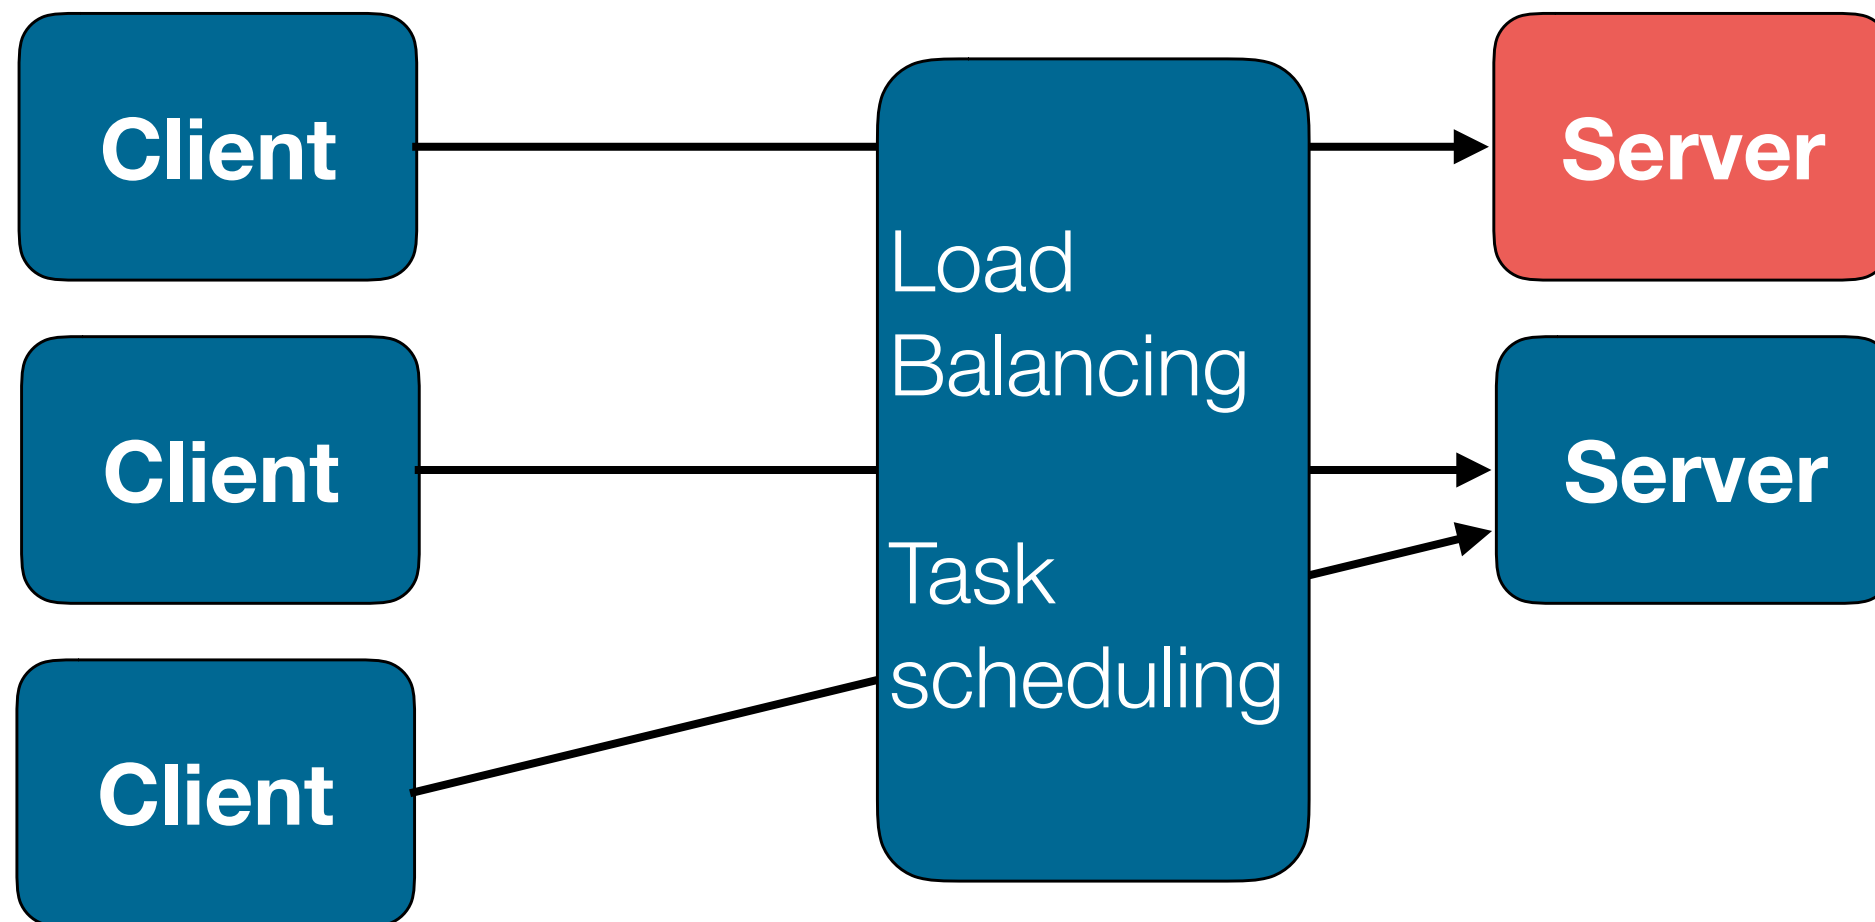 Client
Client
Client
Load
Balancing
Task
scheduling
Server
Server